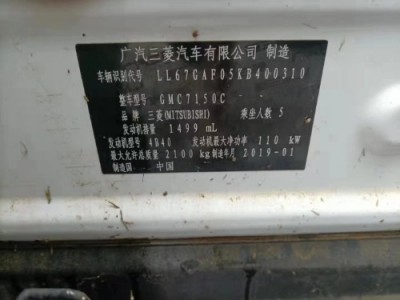 广汽三菱汽车有限公司 制造
车辆识别代号 LL67GAF05KB400310
整车型号 GMC7150C
品 牌 三菱(MITSUBISHI) 乘坐人数 5
发动机排量 1499 mL
发动机型号 4B40 发动机最大净功率 110 kW
最大允许总质量 2100 kg 制造年月 2019-01
制造国 中国